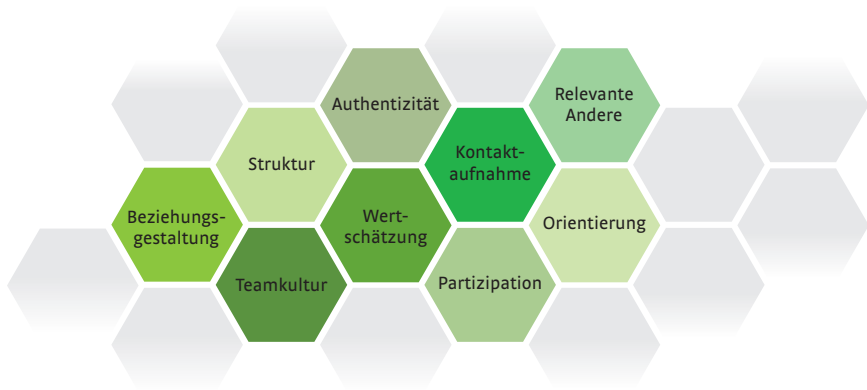 Authentizität
Relevante
Andere
Struktur
Kontakt-
aufnahme
Beziehungs-
gestaltung
Wert-
schätzung
Orientierung
Teamkultur
Partizipation